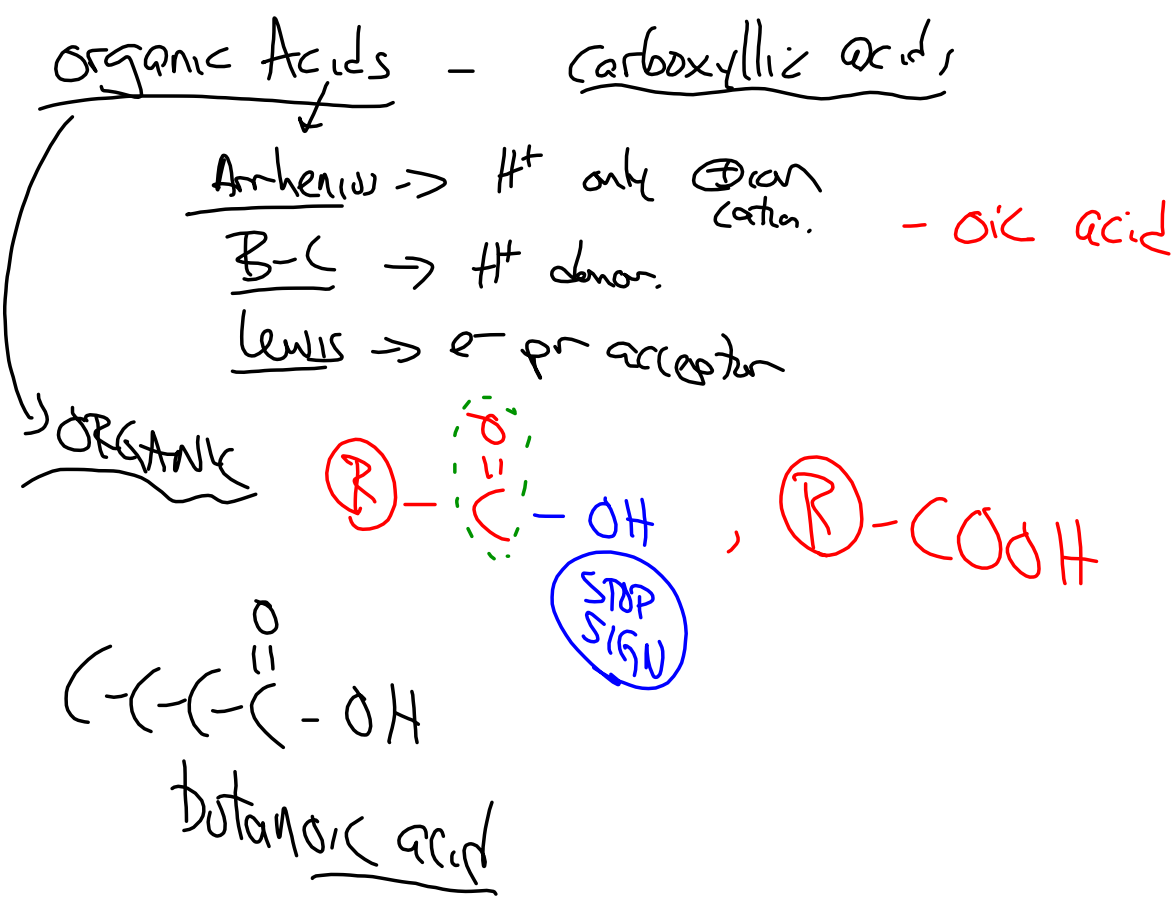 organic Acids - carboxyllic acids
Arrhenius -> H⁺ only ⊕ion
cation.
- oic acid
B-L -> H⁺ donor.
Lewis -> e⁻ pr acceptor
ORGANIC
O
||
R - C - OH , R - COOH
STOP
SIGN
O
||
C-C-C-C - OH
butanoic acid